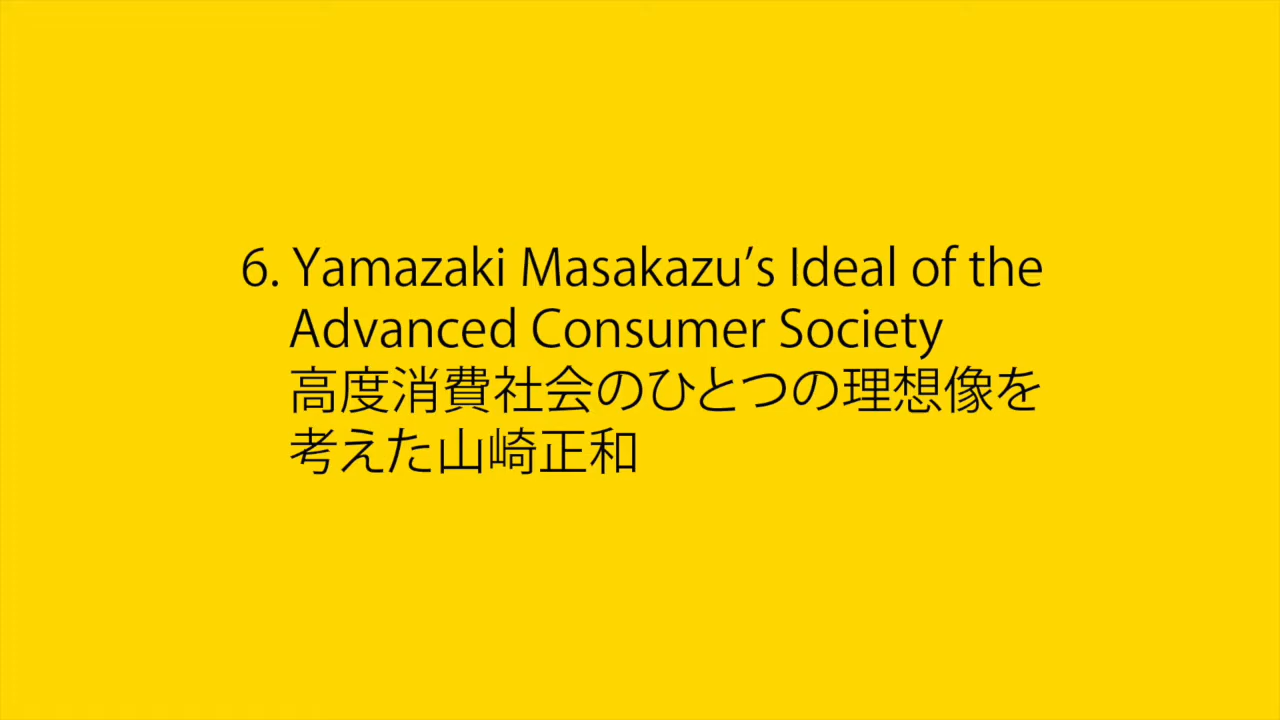 6. Yamazaki Masakazu’s Ideal of the
Advanced Consumer Society
高度消費社会のひとつの理想像を
考えた山崎正和